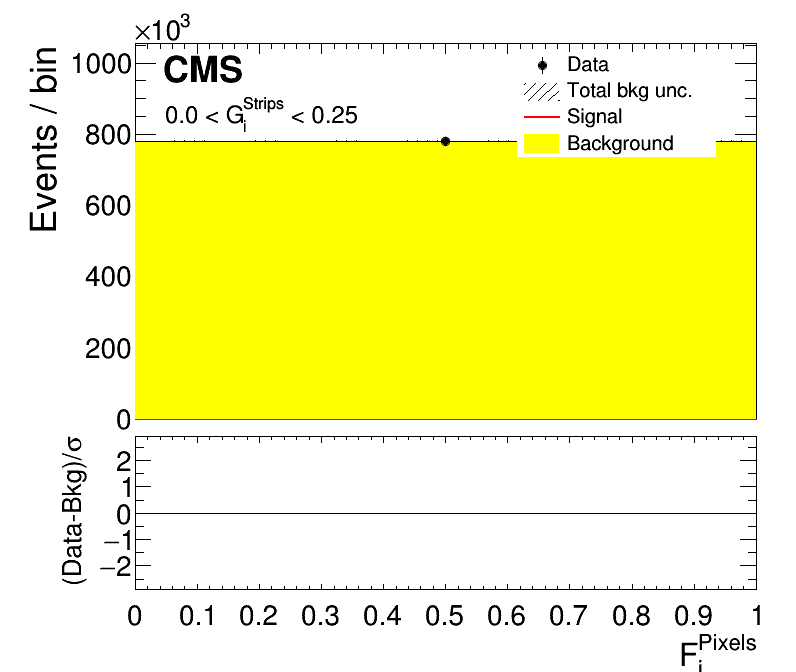 ×10³
Events / bin
1000
800
600
400
200
0
CMS
0.0 < G_i^Strips < 0.25
Data
Total bkg unc.
Signal
Background
(Data-Bkg)/σ
2
1
0
−1
−2
0 0.1 0.2 0.3 0.4 0.5 0.6 0.7 0.8 0.9 1
F_i^Pixels